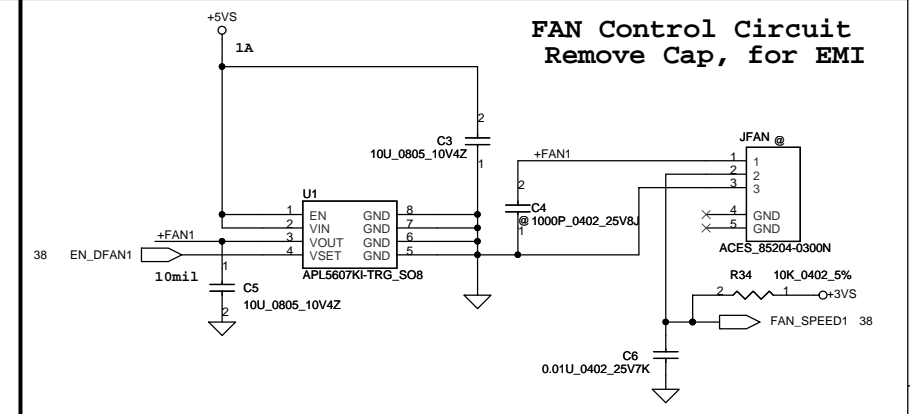 +5VS
1A
FAN Control Circuit
Remove Cap, for EMI
2
C3
10U_0805_10V4Z
1
JFAN @
+FAN1
1 1
2 2
3 3
4 GND
5 GND
ACES_85204-0300N
2
C4
@ 1000P_0402_25V8J
1
U1
1 EN GND 8
2 VIN GND 7
3 VOUT GND 6
4 VSET GND 5
APL5607KI-TRG_SO8
+FAN1
38 EN_DFAN1
10mil
1
C5
10U_0805_10V4Z
2
R34 10K_0402_5%
2 1 +3VS
FAN_SPEED1 38
C6
0.01U_0402_25V7K